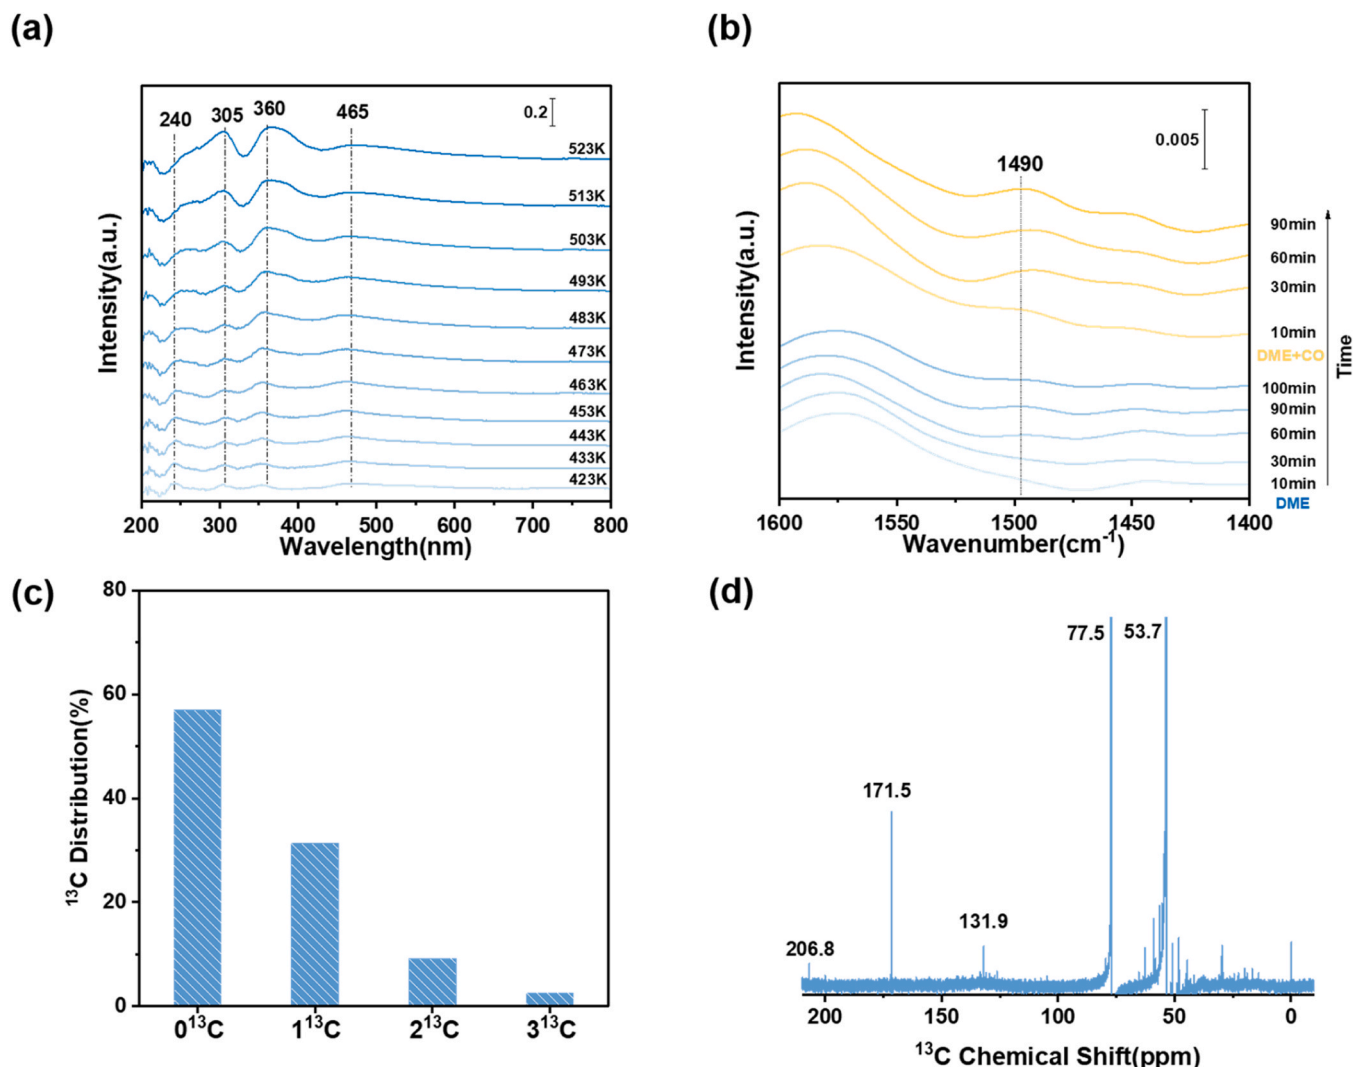 (a)
240 305 360 465
0.2
523K
513K
503K
493K
483K
473K
463K
453K
443K
433K
423K
Intensity(a.u.)
200 300 400 500 600 700 800
Wavelength(nm)
(b)
0.005
1490
90min
60min
30min
10min
DME+CO
100min
90min
60min
30min
10min
DME
Time
Intensity(a.u.)
1600 1550 1500 1450 1400
Wavenumber(cm⁻¹)
(c)
80
60
40
20
0
¹³C Distribution(%)
0¹³C 1¹³C 2¹³C 3¹³C
(d)
77.5 53.7
171.5
131.9
206.8
200 150 100 50 0
¹³C Chemical Shift(ppm)